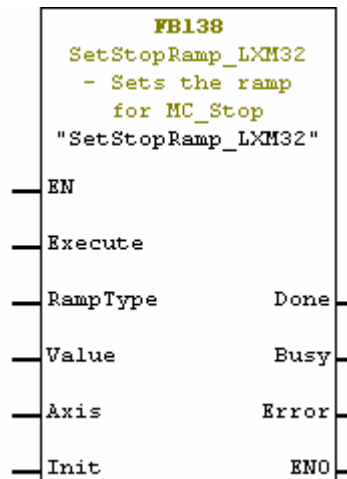 FB138
SetStopRamp_LXM32
- Sets the ramp
for MC_Stop
"SetStopRamp_LXM32"
EN
Execute
RampType Done
Value Busy
Axis Error
Init ENO